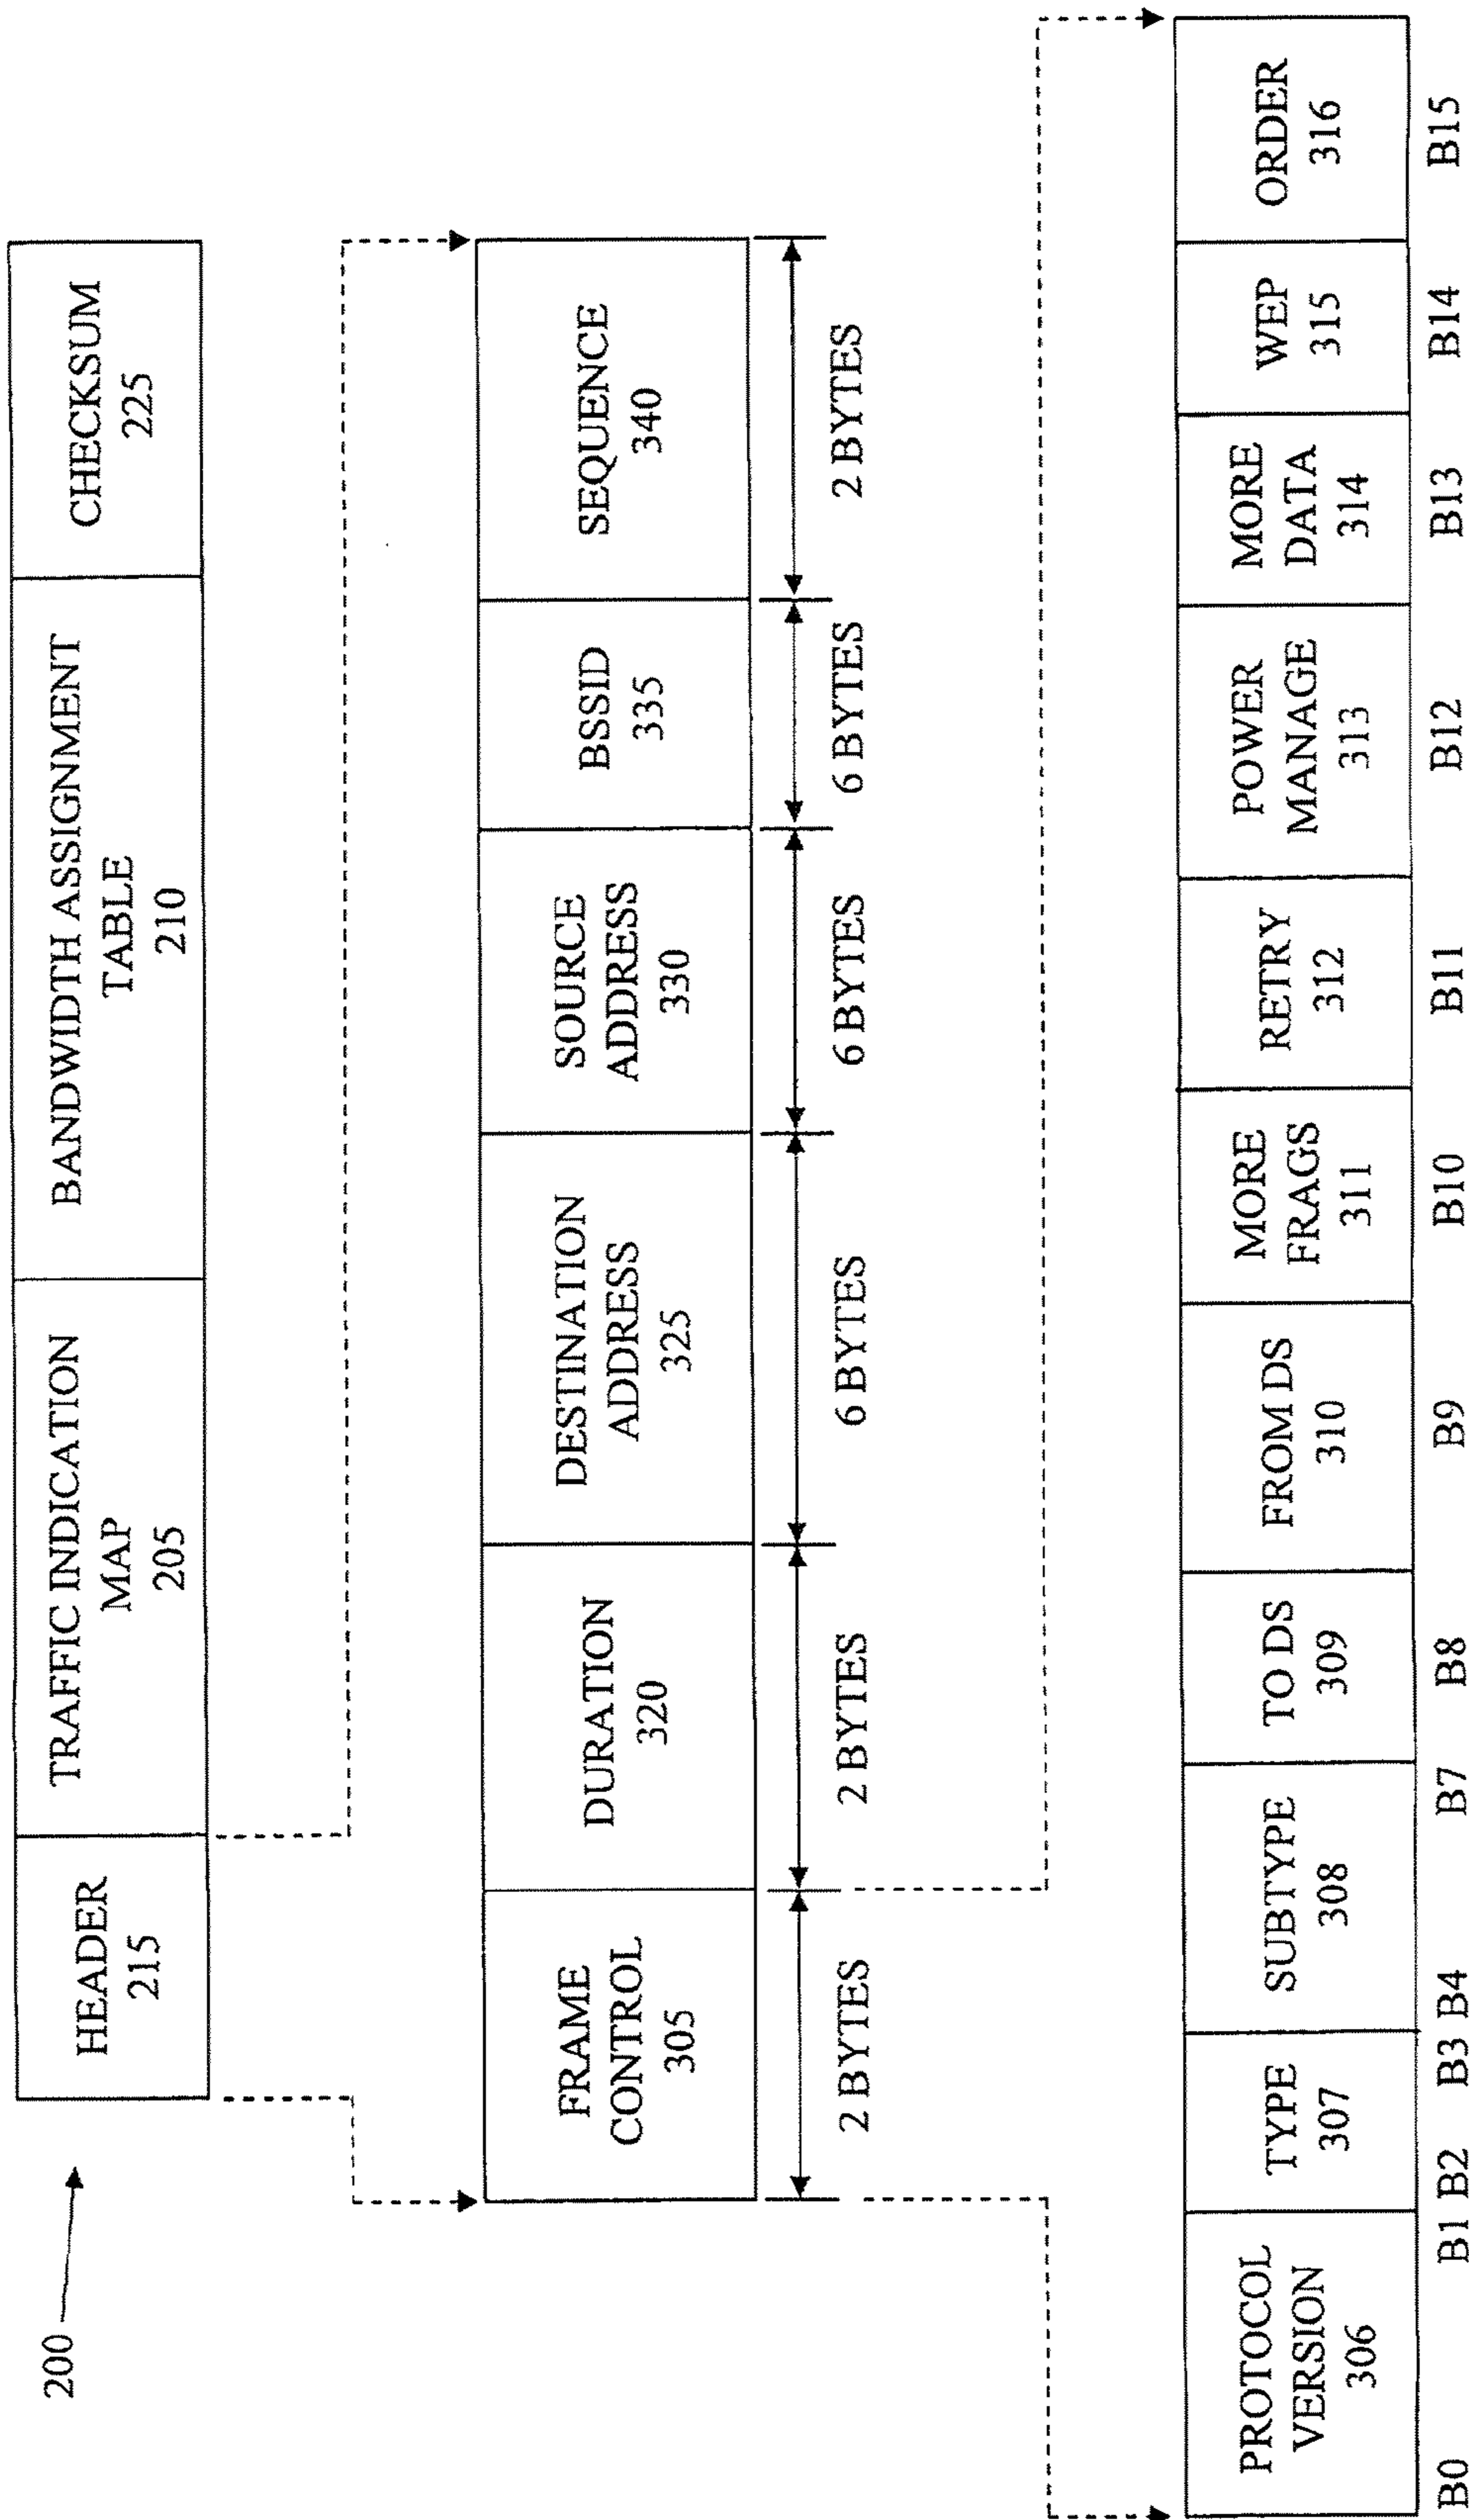 200
HEADER
215
TRAFFIC INDICATION
MAP
205
BANDWIDTH ASSIGNMENT
TABLE
210
CHECKSUM
225
FRAME
CONTROL
305
DURATION
320
DESTINATION
ADDRESS
325
SOURCE
ADDRESS
330
BSSID
335
SEQUENCE
340
2 BYTES
2 BYTES
6 BYTES
6 BYTES
6 BYTES
2 BYTES
PROTOCOL
VERSION
306
TYPE
307
SUBTYPE
308
TO DS
309
FROM DS
310
MORE
FRAGS
311
RETRY
312
POWER
MANAGE
313
MORE
DATA
314
WEP
315
ORDER
316
B0 B1 B2 B3 B4 B7 B8 B9 B10 B11 B12 B13 B14 B15